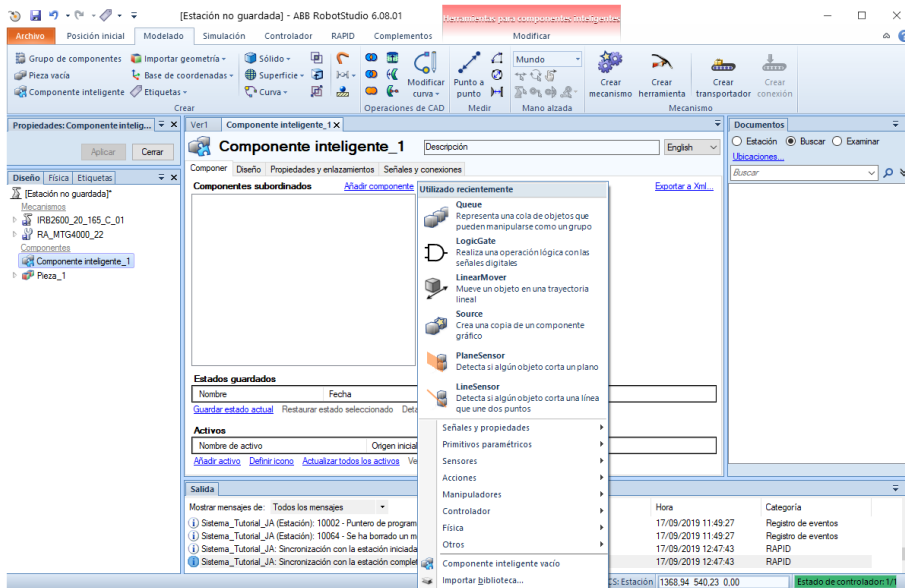 [Estación no guardada] - ABB RobotStudio 6.08.01
Herramientas para componentes inteligentes
Archivo Posición inicial Modelado Simulación Controlador RAPID Complementos Modificar
Grupo de componentes Importar geometría Sólido Mundo
Pieza vacía Base de coordenadas Superficie Modificar curva Punto a punto Crear mecanismo Crear herramienta Crear transportador Crear conexión
Componente inteligente Etiquetas Curva
Crear Operaciones de CAD Medir Mano alzada Mecanismo
Propiedades: Componente intelig...
Aplicar Cerrar
Diseño Física Etiquetas
[Estación no guardada]*
Mecanismos
IRB2600_20_165_C_01
RA_MTG4000_22
Componentes
Componente inteligente_1
Pieza_1
Ver1 Componente inteligente_1 X
Componente inteligente_1 Descripción English
Componer Diseño Propiedades y enlazamientos Señales y conexiones
Componentes subordinados Añadir componente Exportar a Xml...
Utilizado recientemente
Queue
Representa una cola de objetos que
pueden manipularse como un grupo
LogicGate
Realiza una operación lógica con las
señales digitales
LinearMover
Mueve un objeto en una trayectoria
lineal
Source
Crea una copia de un componente
gráfico
PlaneSensor
Detecta si algún objeto corta un plano
LineSensor
Detecta si algún objeto corta una línea
que une dos puntos
Señales y propiedades
Primitivos paramétricos
Sensores
Acciones
Manipuladores
Controlador
Física
Otros
Componente inteligente vacío
Importar biblioteca...
Estados guardados
Nombre Fecha
Guardar estado actual Restaurar estado seleccionado Deta
Activos
Nombre de activo Origen inicial
Añadir activo Definir icono Actualizar todos los activos Ve
Documentos
Estación Buscar Examinar
Ubicaciones...
Buscar
Salida
Mostrar mensajes de: Todos los mensajes Hora Categoría
Sistema_Tutorial_JA (Estación): 10002 - Puntero de program 17/09/2019 11:49:27 Registro de eventos
Sistema_Tutorial_JA (Estación): 10064 - Se ha borrado un m 17/09/2019 11:49:27 Registro de eventos
Sistema_Tutorial_JA: Sincronización con la estación iniciada 17/09/2019 12:47:43 RAPID
Sistema_Tutorial_JA: Sincronización con la estación complet 17/09/2019 12:47:43 RAPID
CS: Estación 1368,94 540,23 0,00 Estado de controlador: 1/1